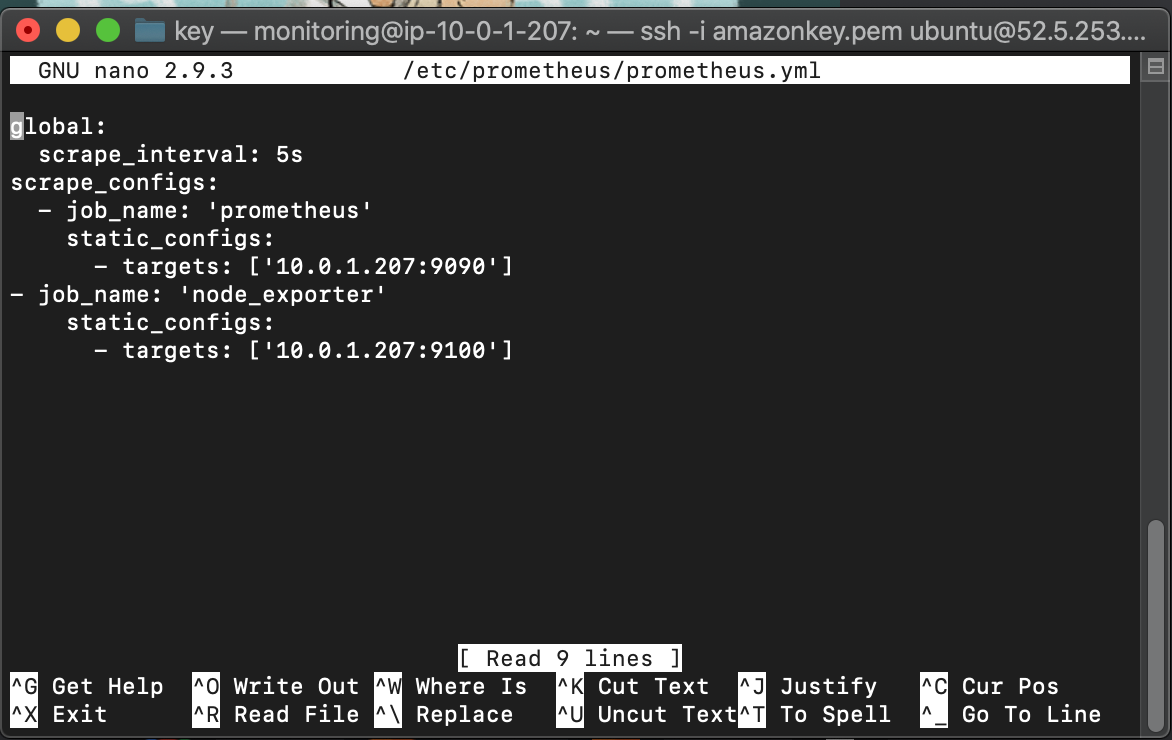 key — monitoring@ip-10-0-1-207: ~ — ssh -i amazonkey.pem ubuntu@52.5.253....
GNU nano 2.9.3 /etc/prometheus/prometheus.yml
global:
  scrape_interval: 5s
scrape_configs:
  - job_name: 'prometheus'
    static_configs:
      - targets: ['10.0.1.207:9090']
- job_name: 'node_exporter'
    static_configs:
      - targets: ['10.0.1.207:9100']
[ Read 9 lines ]
^G Get Help ^O Write Out ^W Where Is ^K Cut Text ^J Justify ^C Cur Pos
^X Exit ^R Read File ^\ Replace ^U Uncut Text ^T To Spell ^_ Go To Line